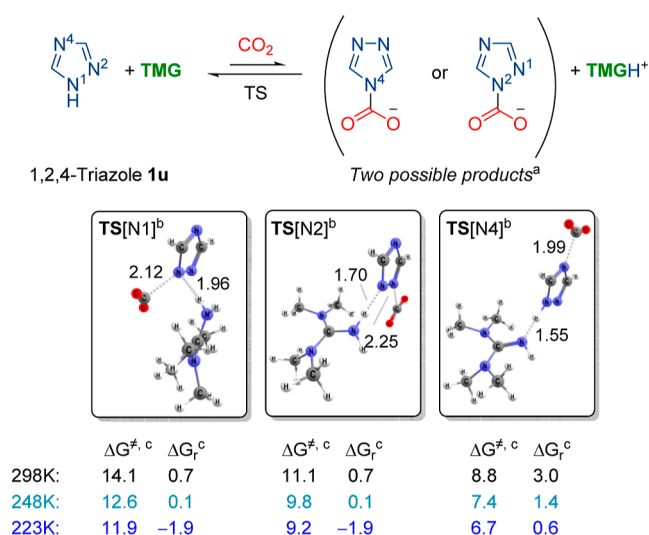 N⁴
N²
N¹
H
+ TMG
CO₂
TS
N N
N⁴
O O⁻
or
N
N¹
N²
O O⁻
+ TMGH⁺
1,2,4-Triazole 1u
Two possible productsᵃ
TS[N1]ᵇ
2.12
1.96
TS[N2]ᵇ
1.70
2.25
TS[N4]ᵇ
1.99
1.55
ΔG≠, ᶜ ΔGᵣᶜ ΔG≠, ᶜ ΔGᵣᶜ ΔG≠, ᶜ ΔGᵣᶜ
298K: 14.1 0.7 11.1 0.7 8.8 3.0
248K: 12.6 0.1 9.8 0.1 7.4 1.4
223K: 11.9 −1.9 9.2 −1.9 6.7 0.6